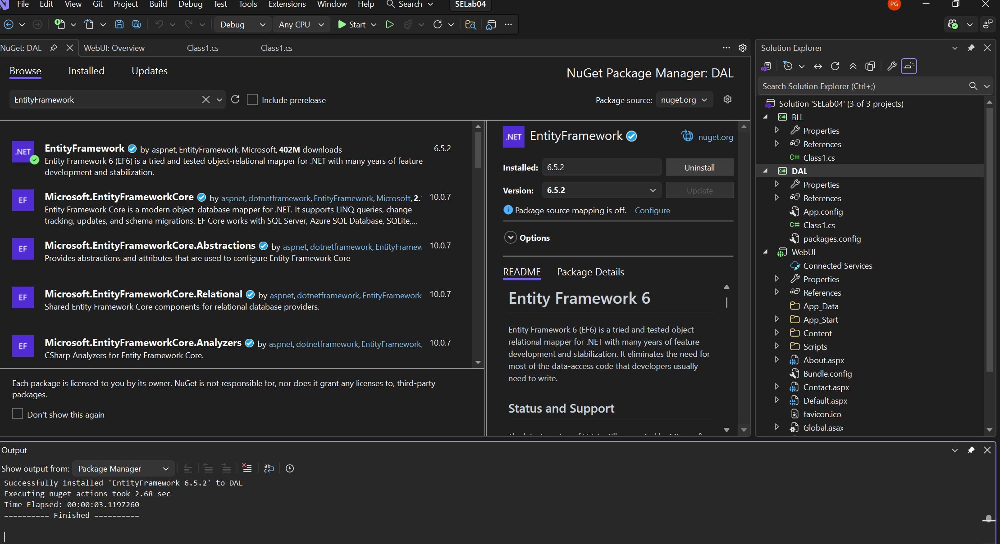 File Edit View Git Project Build Debug Test Tools Extensions Window Help Search SELab04 PG
Debug Any CPU Start
NuGet: DAL WebUI: Overview Class1.cs Class1.cs
Browse Installed Updates
NuGet Package Manager: DAL
EntityFramework Include prerelease
Package source: nuget.org
.NET
EntityFramework by aspnet, EntityFramework, Microsoft, 402M downloads 6.5.2
Entity Framework 6 (EF6) is a tried and tested object-relational mapper for .NET with many years of feature
development and stabilization.
EF
Microsoft.EntityFrameworkCore by aspnet, dotnetframework, EntityFramework, Microsoft, 2. 10.0.7
Entity Framework Core is a modern object-database mapper for .NET. It supports LINQ queries, change
tracking, updates, and schema migrations. EF Core works with SQL Server, Azure SQL Database, SQLite,...
EF
Microsoft.EntityFrameworkCore.Abstractions by aspnet, dotnetframework, EntityFramew 10.0.7
Provides abstractions and attributes that are used to configure Entity Framework Core
EF
Microsoft.EntityFrameworkCore.Relational by aspnet, dotnetframework, EntityFramework 10.0.7
Shared Entity Framework Core components for relational database providers.
EF
Microsoft.EntityFrameworkCore.Analyzers by aspnet, dotnetframework, EntityFramework, 10.0.7
CSharp Analyzers for Entity Framework Core.
Each package is licensed to you by its owner. NuGet is not responsible for, nor does it grant any licenses to, third-party
packages.
Don't show this again
.NET EntityFramework nuget.org
Installed: 6.5.2 Uninstall
Version: 6.5.2 Update
Package source mapping is off. Configure
Options
README Package Details
Entity Framework 6
Entity Framework 6 (EF6) is a tried and tested object-
relational mapper for .NET with many years of feature
development and stabilization. It eliminates the need for
most of the data-access code that developers usually
need to write.
Status and Support
Solution Explorer
Search Solution Explorer (Ctrl+;)
Solution 'SELab04' (3 of 3 projects)
C# BLL
Properties
References
C# Class1.cs
C# DAL
Properties
References
App.config
C# Class1.cs
packages.config
WebUI
Connected Services
Properties
References
App_Data
App_Start
Content
Scripts
About.aspx
Bundle.config
Contact.aspx
Default.aspx
favicon.ico
Global.asax
Output
Show output from: Package Manager
Successfully installed 'EntityFramework 6.5.2' to DAL
Executing nuget actions took 2.68 sec
Time Elapsed: 00:00:03.1197260
========== Finished ==========